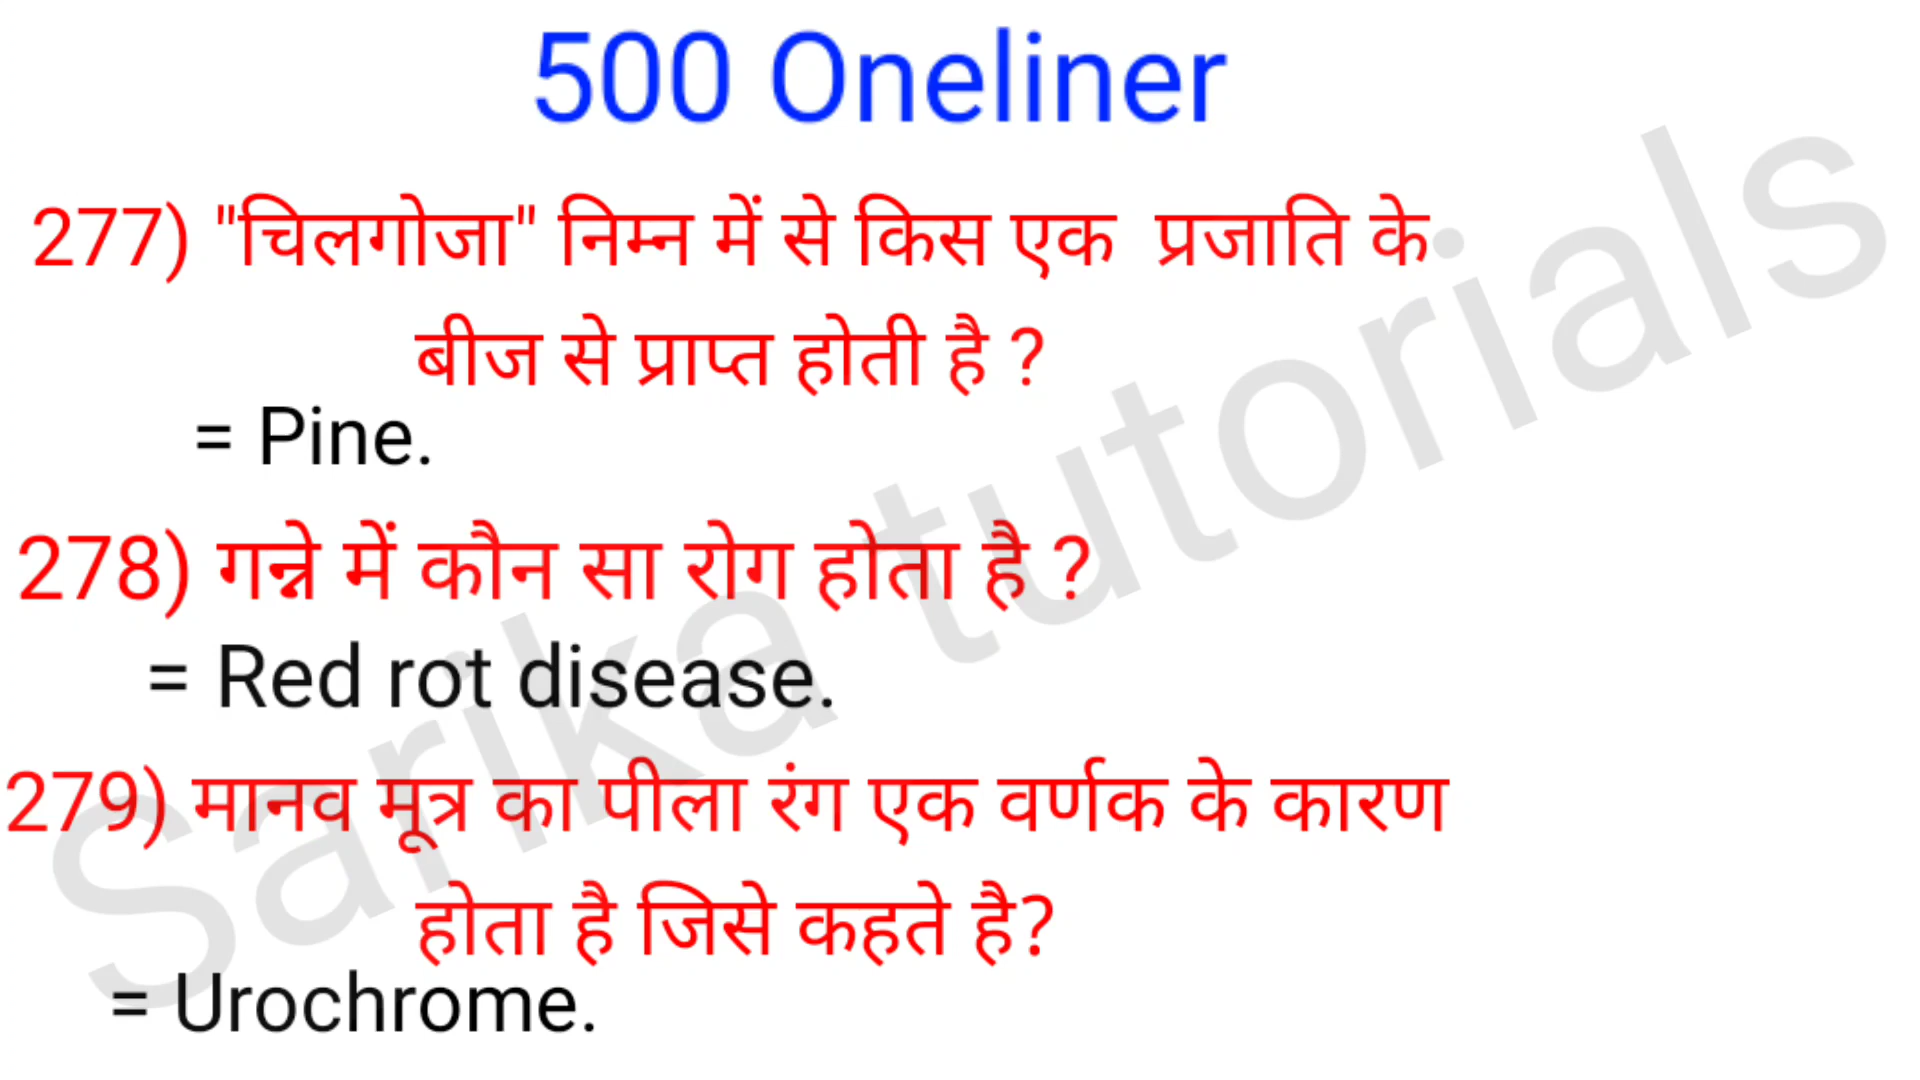 500 Oneliner
277) "चिलगोजा" निम्न में से किस एक प्रजाति के
बीज से प्राप्त होती है ?
= Pine.
278) गन्ने में कौन सा रोग होता है ?
= Red rot disease.
279) मानव मूत्र का पीला रंग एक वर्णक के कारण
होता है जिसे कहते है?
= Urochrome.
Sarika tutorials